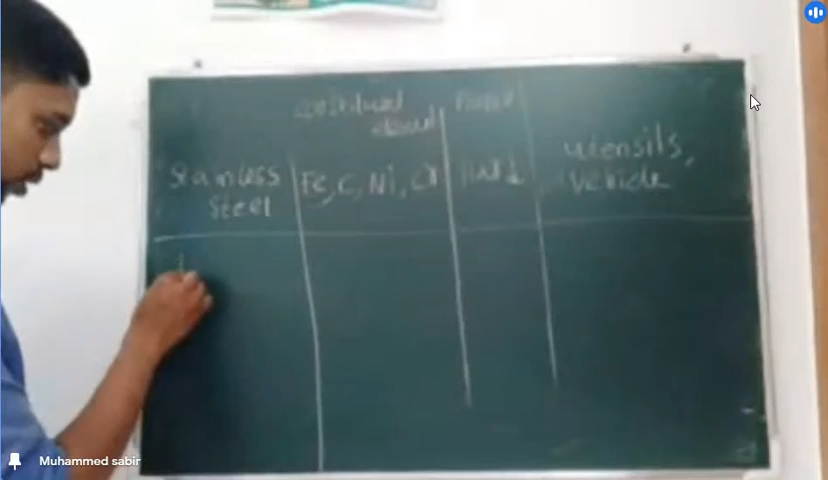 constituent
element
Stainless
Steel
Fe, C, Ni, Cr
Hard
utensils,
vehicle
Muhammed sabir